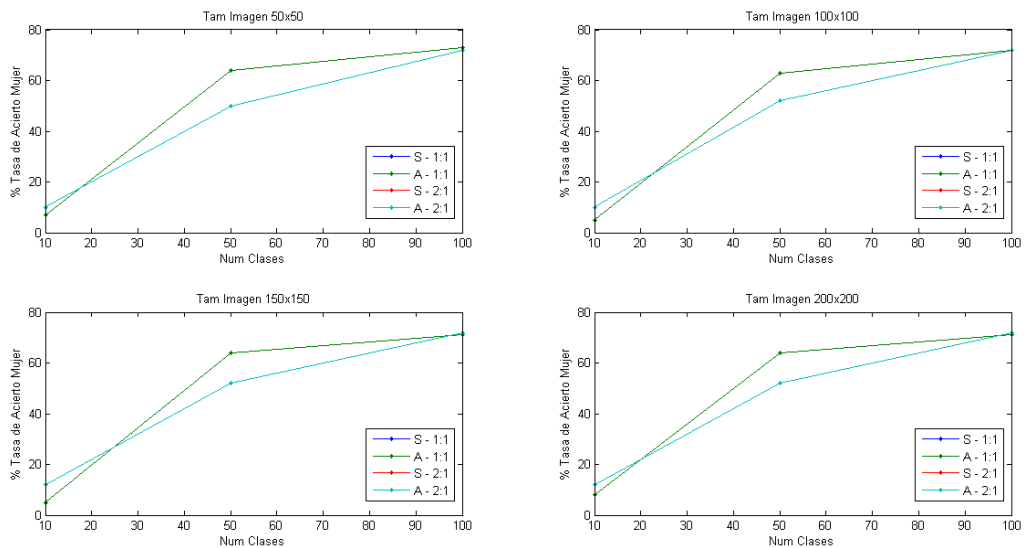 Tam Imagen 50x50
% Tasa de Acierto Mujer
80
60
40
20
0
S - 1:1
A - 1:1
S - 2:1
A - 2:1
10 20 30 40 50 60 70 80 90 100
Num Clases
Tam Imagen 100x100
% Tasa de Acierto Mujer
80
60
40
20
0
S - 1:1
A - 1:1
S - 2:1
A - 2:1
10 20 30 40 50 60 70 80 90 100
Num Clases
Tam Imagen 150x150
% Tasa de Acierto Mujer
80
60
40
20
0
S - 1:1
A - 1:1
S - 2:1
A - 2:1
10 20 30 40 50 60 70 80 90 100
Num Clases
Tam Imagen 200x200
% Tasa de Acierto Mujer
80
60
40
20
0
S - 1:1
A - 1:1
S - 2:1
A - 2:1
10 20 30 40 50 60 70 80 90 100
Num Clases